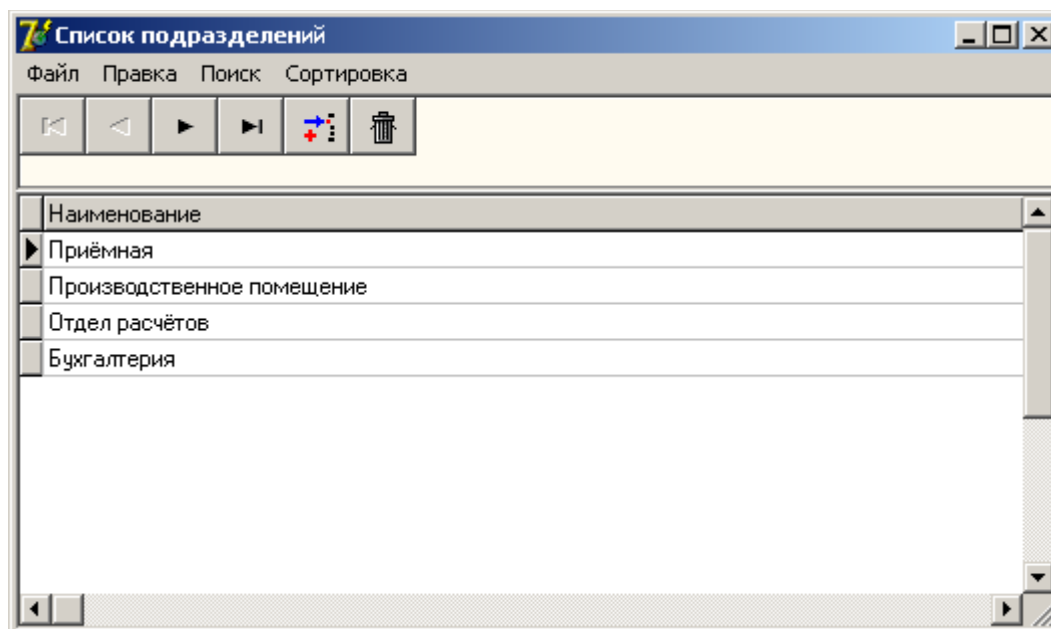 Список подразделений
Файл Правка Поиск Сортировка
Наименование
Приёмная
Производственное помещение
Отдел расчётов
Бухгалтерия